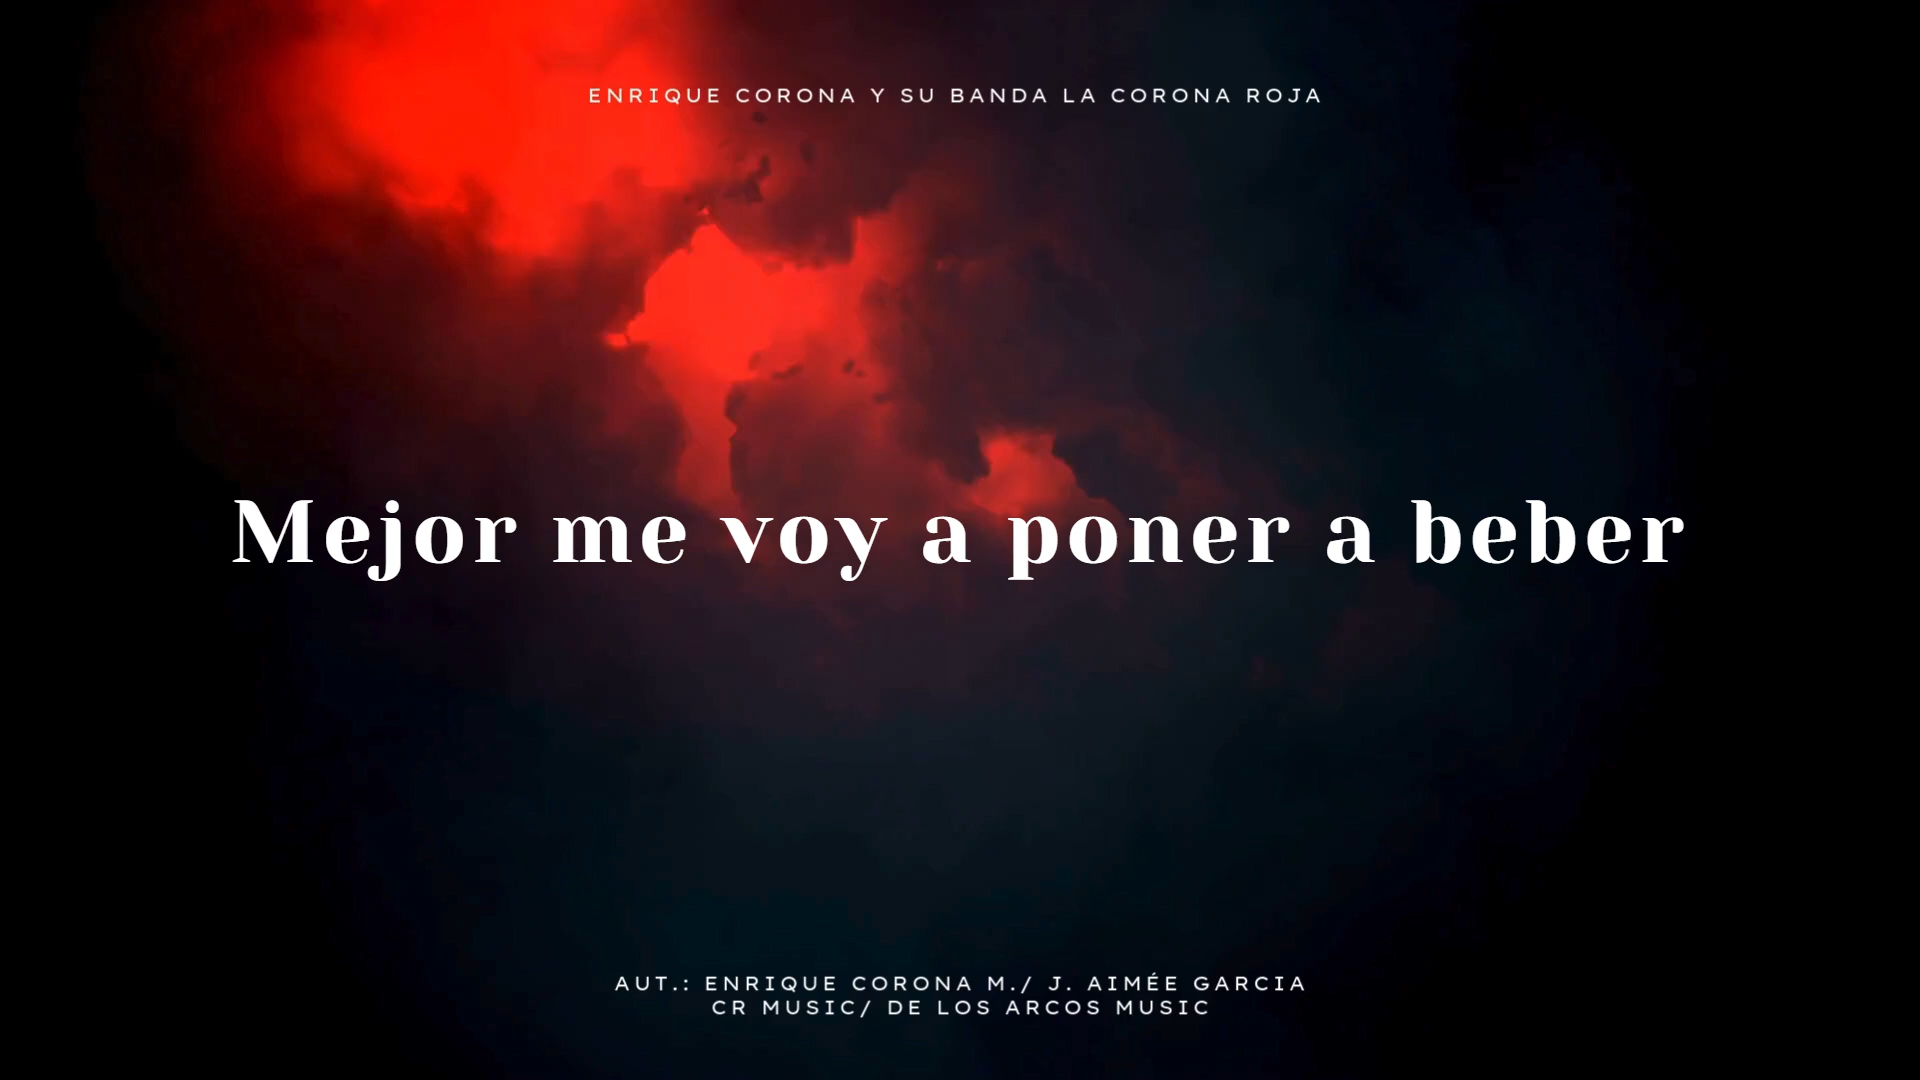 ENRIQUE CORONA Y SU BANDA LA CORONA ROJA
Mejor me voy a poner a beber
AUT.: ENRIQUE CORONA M./ J. AIMÉE GARCIA
CR MUSIC/ DE LOS ARCOS MUSIC